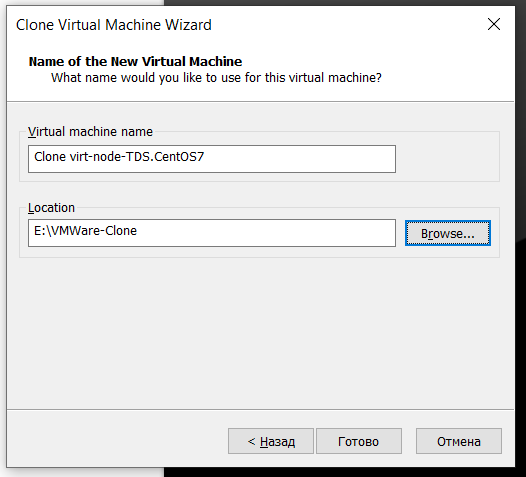 Clone Virtual Machine Wizard
Name of the New Virtual Machine
What name would you like to use for this virtual machine?
Virtual machine name
Clone virt-node-TDS.CentOS7
Location
E:\VMWare-Clone
Browse...
< Назад
Готово
Отмена